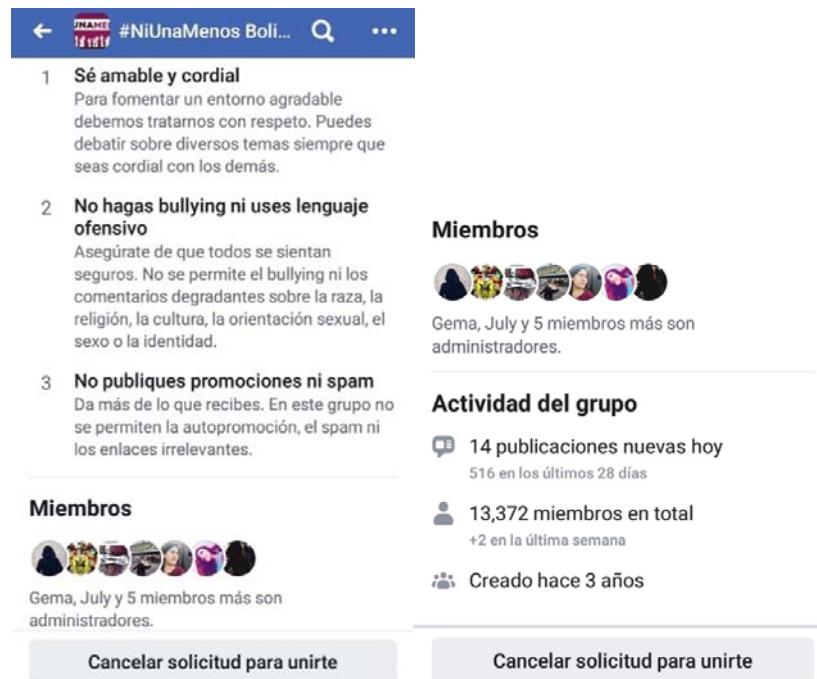 #NiUnaMenos Boli...
1 Sé amable y cordial
Para fomentar un entorno agradable
debemos tratarnos con respeto. Puedes
debatir sobre diversos temas siempre que
seas cordial con los demás.
2 No hagas bullying ni uses lenguaje
ofensivo
Asegúrate de que todos se sientan
seguros. No se permite el bullying ni los
comentarios degradantes sobre la raza, la
religión, la cultura, la orientación sexual, el
sexo o la identidad.
3 No publiques promociones ni spam
Da más de lo que recibes. En este grupo no
se permiten la autopromoción, el spam ni
los enlaces irrelevantes.
Miembros
Gema, July y 5 miembros más son
administradores.
Cancelar solicitud para unirte
Miembros
Gema, July y 5 miembros más son
administradores.
Actividad del grupo
14 publicaciones nuevas hoy
516 en los últimos 28 días
13,372 miembros en total
+2 en la última semana
Creado hace 3 años
Cancelar solicitud para unirte